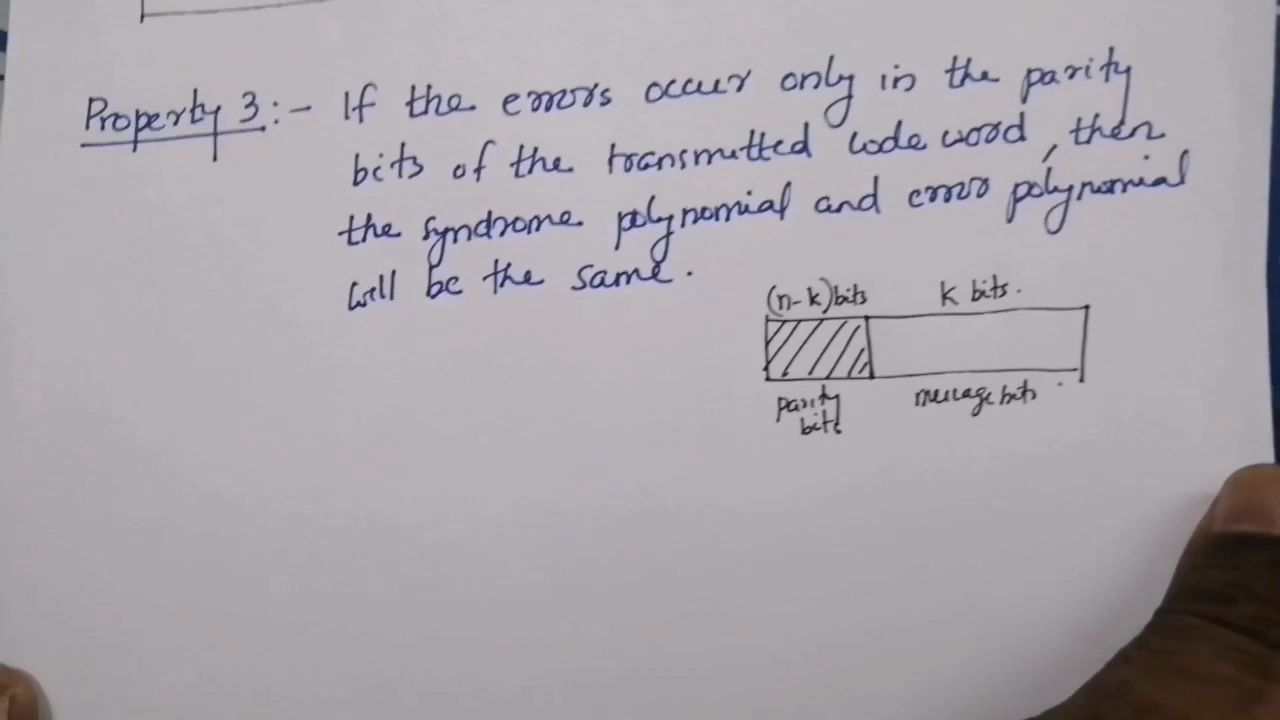 Property 3:- If the errors occur only in the parity
bits of the transmitted code word, then
the syndrome polynomial and error polynomial
will be the same.
(n-k)bits K bits.
parity message bits
bits